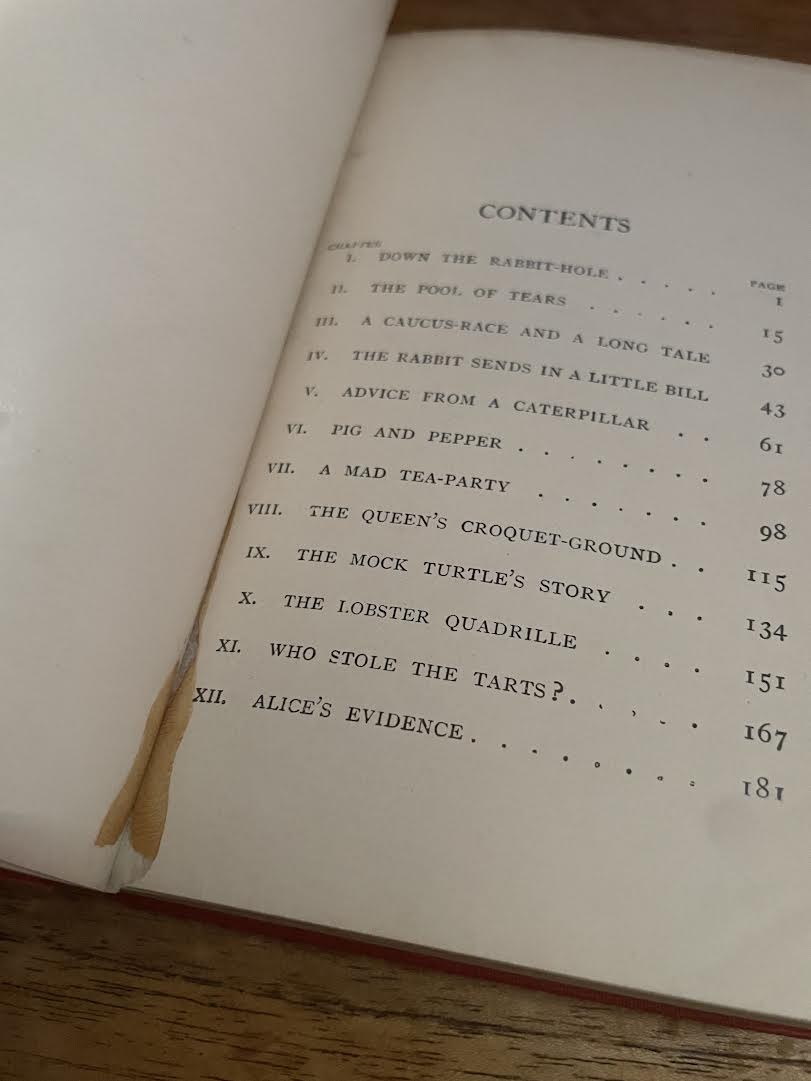 CONTENTS
CHAPTER PAGE
I. DOWN THE RABBIT-HOLE . . . . . 1
II. THE POOL OF TEARS . . . . . . 15
III. A CAUCUS-RACE AND A LONG TALE 30
IV. THE RABBIT SENDS IN A LITTLE BILL 43
V. ADVICE FROM A CATERPILLAR . . 61
VI. PIG AND PEPPER . . . . . . . . 78
VII. A MAD TEA-PARTY . . . . . . . 98
VIII. THE QUEEN'S CROQUET-GROUND . . 115
IX. THE MOCK TURTLE'S STORY . . . 134
X. THE LOBSTER QUADRILLE . . . . 151
XI. WHO STOLE THE TARTS? . . . . . 167
XII. ALICE'S EVIDENCE . . . . . . . . 181